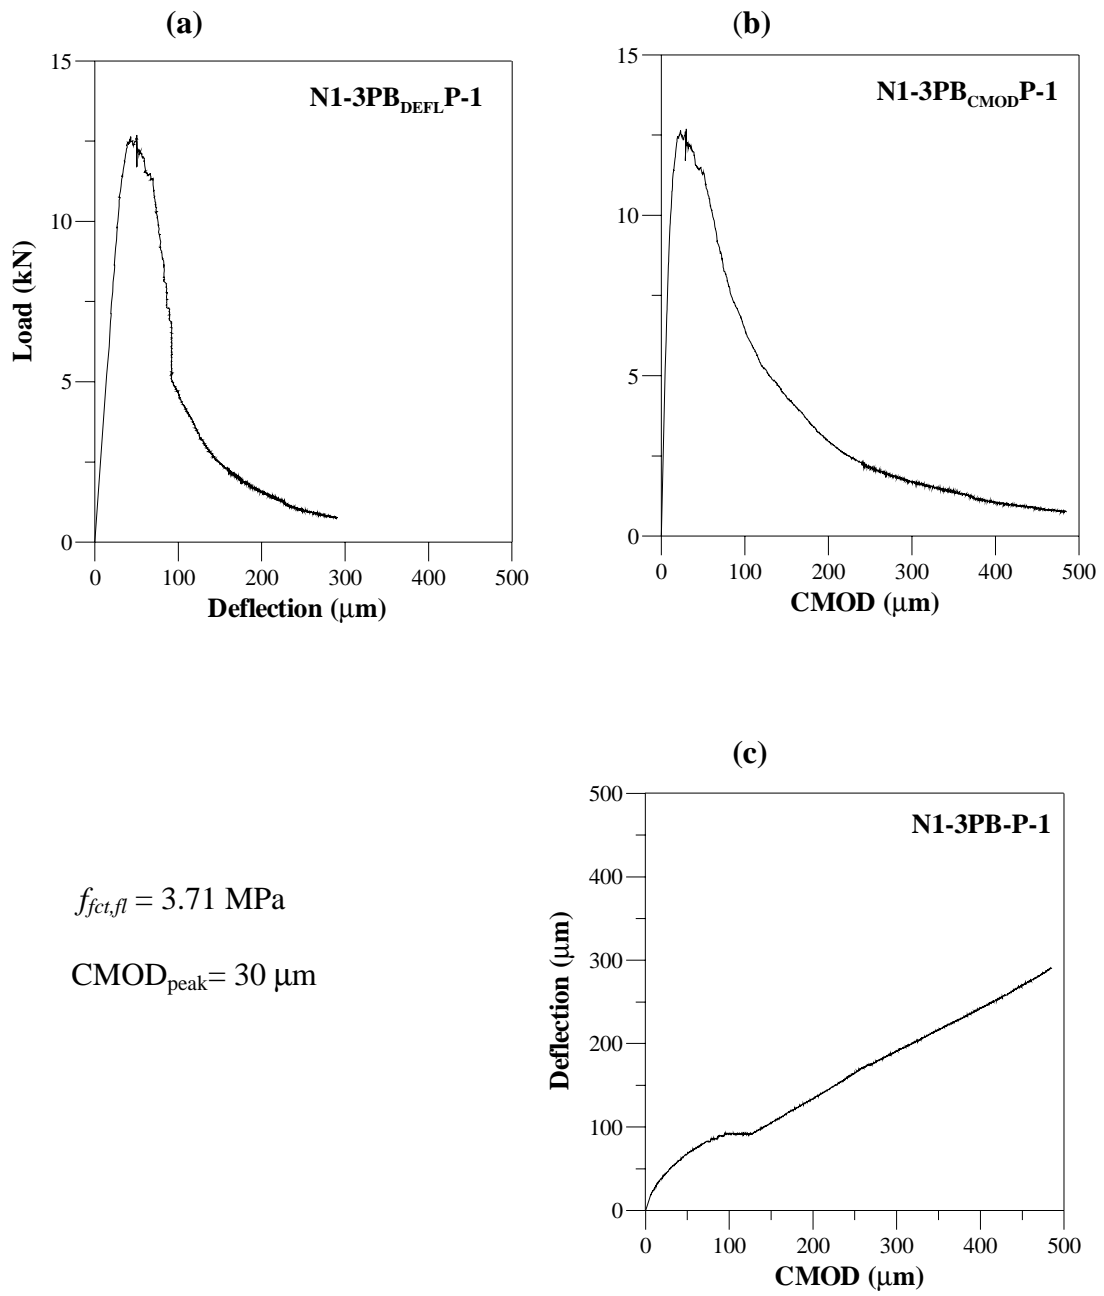 (a)
N1-3PBDEFLP-1
15
10
5
0
Load (kN)
0 100 200 300 400 500
Deflection (μm)
(b)
N1-3PBCMODP-1
15
10
5
0
0 100 200 300 400 500
CMOD (μm)
ffct,fl = 3.71 MPa
CMODpeak= 30 μm
(c)
N1-3PB-P-1
500
400
300
200
100
0
Deflection (μm)
0 100 200 300 400 500
CMOD (μm)